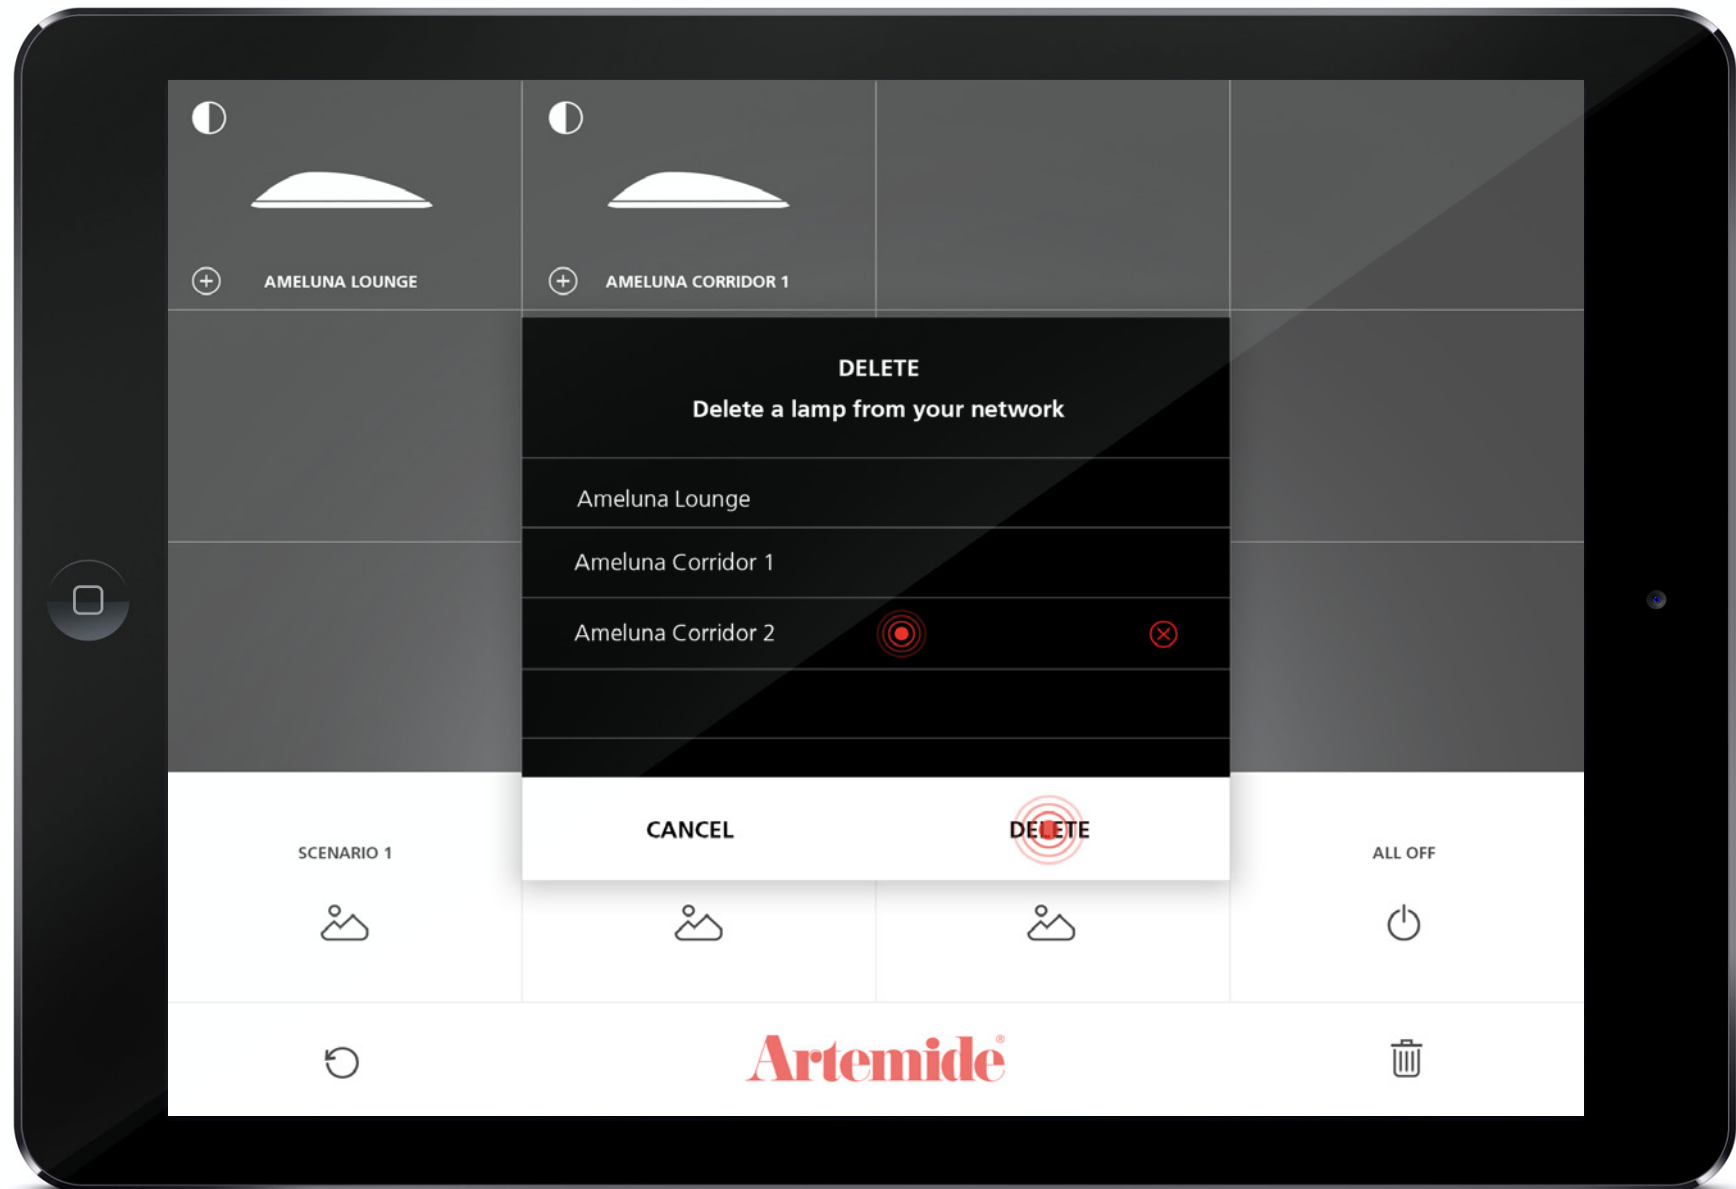 AMELUNA LOUNGE
AMELUNA CORRIDOR 1
DELETE
Delete a lamp from your network
Ameluna Lounge
Ameluna Corridor 1
Ameluna Corridor 2
CANCEL
DELETE
SCENARIO 1
ALL OFF
Artemide®